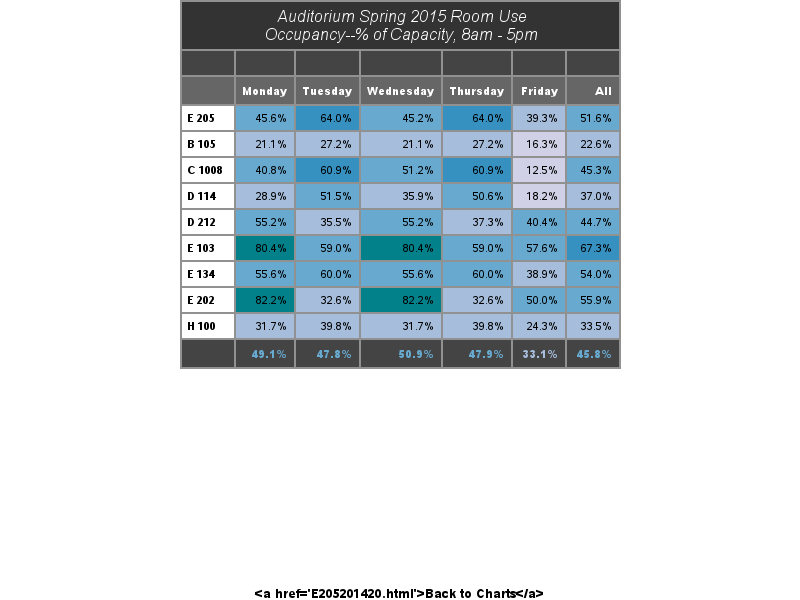 Auditorium Spring 2015 Room Use
Occupancy--% of Capacity, 8am - 5pm
Monday Tuesday Wednesday Thursday Friday All
E 205 45.6% 64.0% 45.2% 64.0% 39.3% 51.6%
B 105 21.1% 27.2% 21.1% 27.2% 16.3% 22.6%
C 1008 40.8% 60.9% 51.2% 60.9% 12.5% 45.3%
D 114 28.9% 51.5% 35.9% 50.6% 18.2% 37.0%
D 212 55.2% 35.5% 55.2% 37.3% 40.4% 44.7%
E 103 80.4% 59.0% 80.4% 59.0% 57.6% 67.3%
E 134 55.6% 60.0% 55.6% 60.0% 38.9% 54.0%
E 202 82.2% 32.6% 82.2% 32.6% 50.0% 55.9%
H 100 31.7% 39.8% 31.7% 39.8% 24.3% 33.5%
49.1% 47.8% 50.9% 47.9% 33.1% 45.8%
<a href='E205201420.html'>Back to Charts</a>